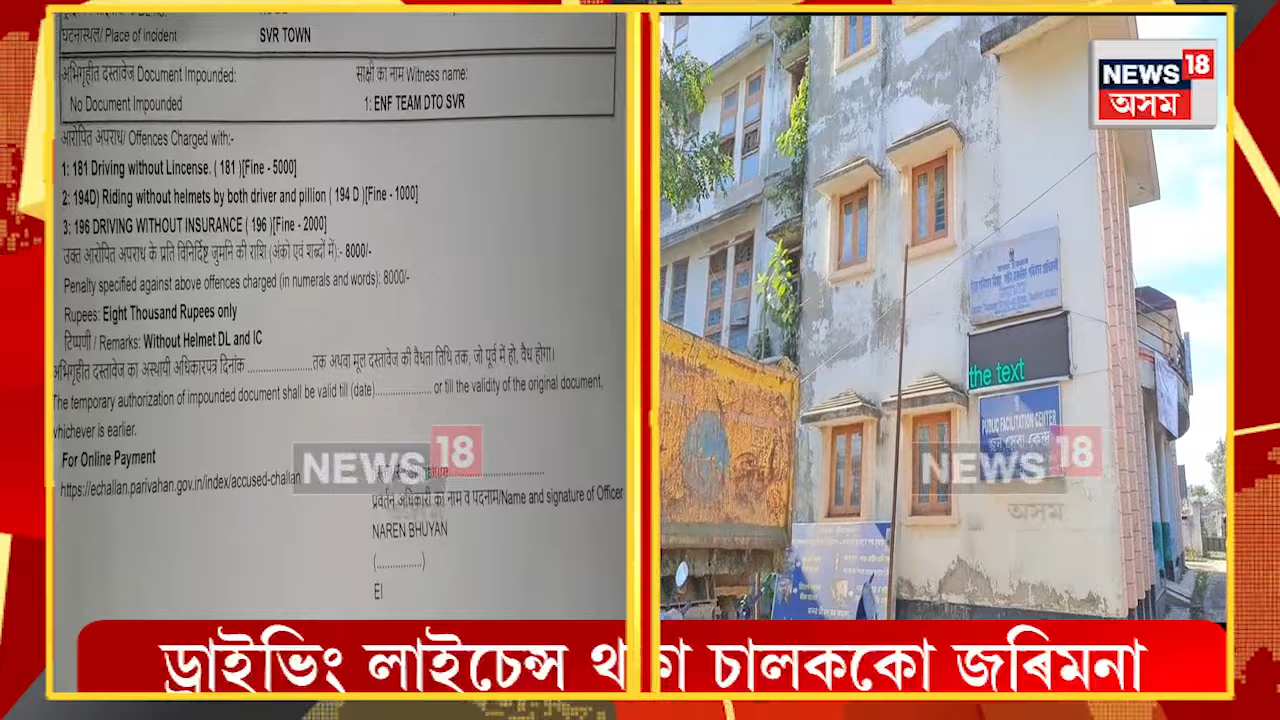 घटनास्थल/ Place of incident SVR TOWN
अभिगृहीत दस्तावेज Document Impounded: साक्षी का नाम Witness name:
No Document Impounded 1: ENF TEAM DTO SVR
आरोपित अपराध/ Offences Charged with:-
1: 181 Driving without Lincense. ( 181 )[Fine - 5000]
2: 194D) Riding without helmets by both driver and pillion ( 194 D )[Fine - 1000]
3: 196 DRIVING WITHOUT INSURANCE ( 196 )[Fine - 2000]
उक्त आरोपित अपराध के प्रति विनिर्दिष्ट जुर्माने की राशि (अंको एवं शब्दों में):- 8000/-
Penalty specified against above offences charged (in numerals and words): 8000/-
Rupees: Eight Thousand Rupees only
टिप्पणी / Remarks: Without Helmet DL and IC
अभिगृहीत दस्तावेज का अस्थायी अधिकारपत्र दिनांक ......................तक अथवा मूल दस्तावेज की वैधता तिथि तक, जो पूर्व में हो, वैध होगा।
The temporary authorization of impounded document shall be valid till (date)................... or till the validity of the original document,
whichever is earlier.
For Online Payment
https://echallan.parivahan.gov.in/index/accused-challan
प्रवर्तन अधिकारी का नाम व पदनाम/Name and signature of Officer
NAREN BHUYAN
(...............)
EI
NEWS18
NEWS 18
অসম
the text
PUBLIC FACILITATION CENTER
জন সেৱা কেন্দ্ৰ
NEWS18
অসম
ড্ৰাইভিং লাইচেন্স থকা চালককো জৰিমনা